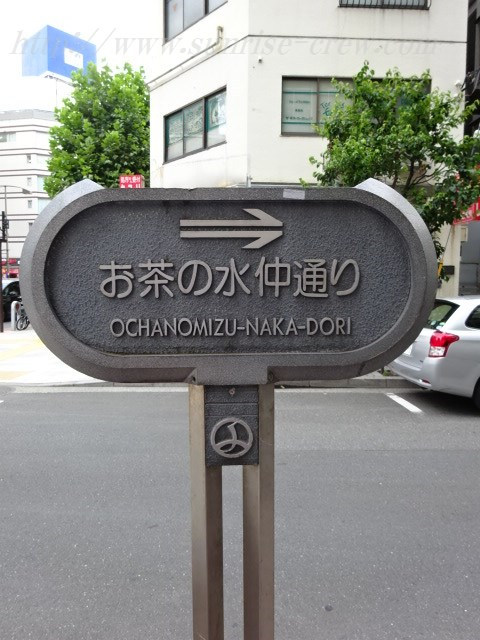 http://www.sunrise-crew.com
お茶の水仲通り
OCHANOMIZU-NAKA-DORI